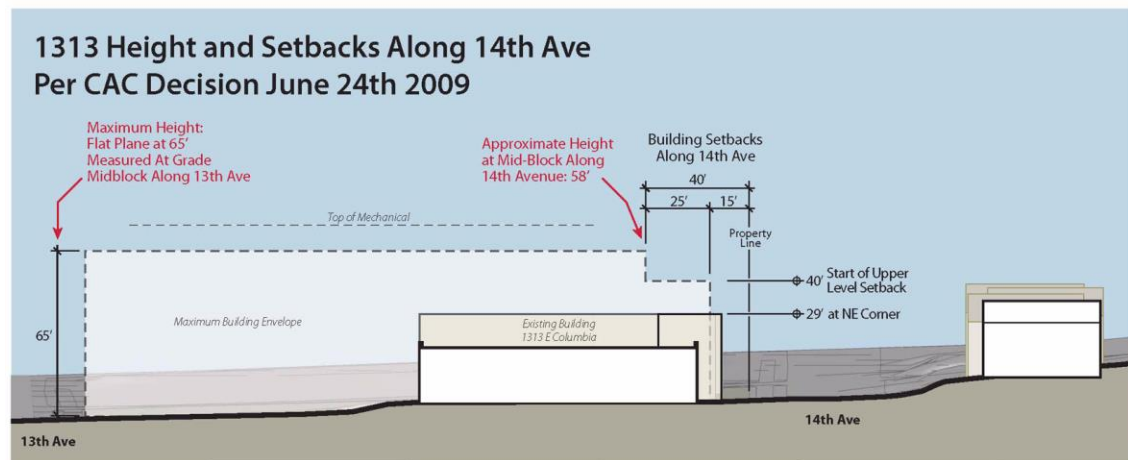 1313 Height and Setbacks Along 14th Ave
Per CAC Decision June 24th 2009
Maximum Height:
Flat Plane at 65'
Measured At Grade
Midblock Along 13th Ave
Approximate Height
at Mid-Block Along
14th Avenue: 58'
Building Setbacks
Along 14th Ave
40'
25'
15'
Property
Line
Top of Mechanical
40' Start of Upper
Level Setback
29' at NE Corner
65'
Maximum Building Envelope
Existing Building
1313 E Columbia
13th Ave
14th Ave